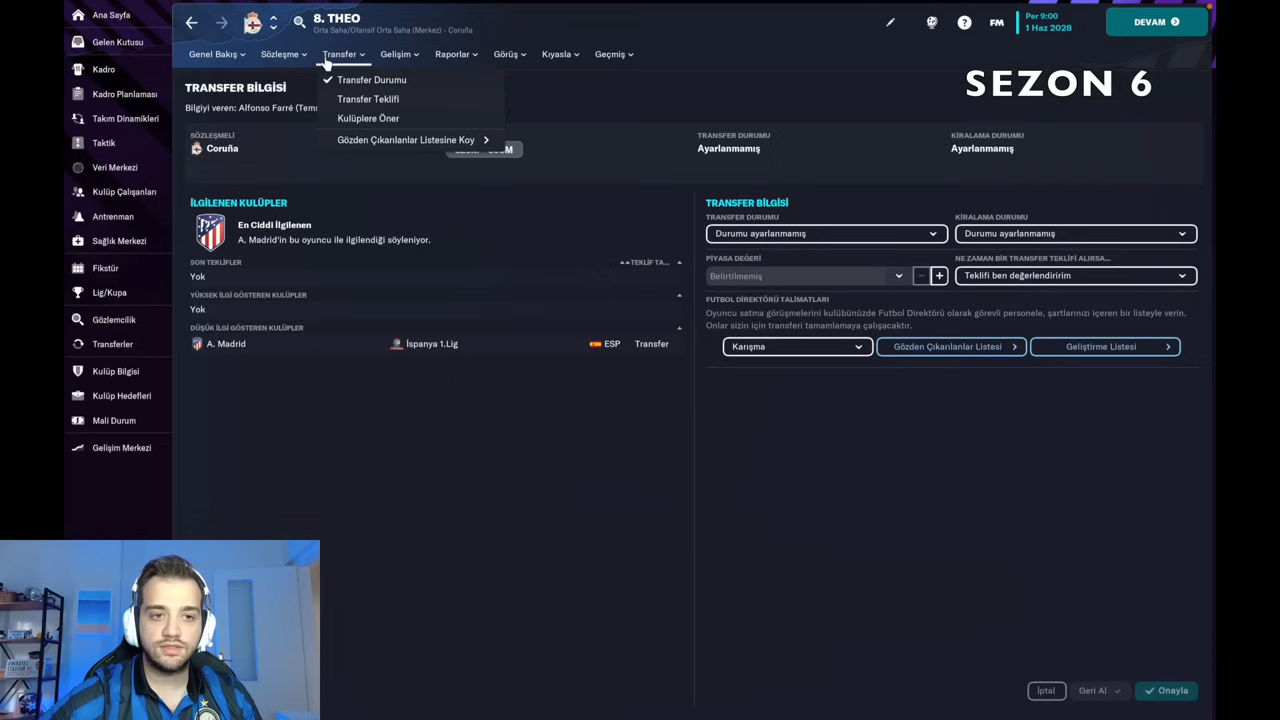 Ana Sayfa
Gelen Kutusu
Kadro
Kadro Planlaması
Takım Dinamikleri
Taktik
Veri Merkezi
Kulüp Çalışanları
Antrenman
Sağlık Merkezi
Fikstür
Lig/Kupa
Gözlemcilik
Transferler
Kulüp Bilgisi
Kulüp Hedefleri
Mali Durum
Gelişim Merkezi
8. THEO
Orta Saha/Ofansif Orta Saha (Merkez) - Coruña
FM
Per 9:00
1 Haz 2028
DEVAM
Genel Bakış
Sözleşme
Transfer
Gelişim
Raporlar
Görüş
Kıyasla
Geçmiş
Transfer Durumu
Transfer Teklifi
Kulüplere Öner
Gözden Çıkarılanlar Listesine Koy
SEZON 6
TRANSFER BİLGİSİ
Bilgiyi veren: Alfonso Farré
SÖZLEŞMELİ
Coruña
TRANSFER DURUMU
Ayarlanmamış
KİRALAMA DURUMU
Ayarlanmamış
İLGİLENEN KULÜPLER
En Ciddi İlgilenen
A. Madrid'in bu oyuncu ile ilgilendiği söyleniyor.
SON TEKLİFLER
TEKLİF TA...
Yok
YÜKSEK İLGİ GÖSTEREN KULÜPLER
Yok
DÜŞÜK İLGİ GÖSTEREN KULÜPLER
A. Madrid
İspanya 1.Lig
ESP
Transfer
TRANSFER BİLGİSİ
TRANSFER DURUMU
KİRALAMA DURUMU
Durumu ayarlanmamış
Durumu ayarlanmamış
PİYASA DEĞERİ
NE ZAMAN BİR TRANSFER TEKLİFİ ALIRSA...
Belirtilmemiş
Teklifi ben değerlendiririm
FUTBOL DİREKTÖRÜ TALİMATLARI
Oyuncu satma görüşmelerini kulübünüzde Futbol Direktörü olarak görevli personele, şartlarınızı içeren bir listeyle verin.
Onlar sizin için transferi tamamlamaya çalışacaktır.
Karışma
Gözden Çıkarılanlar Listesi
Geliştirme Listesi
İptal
Geri Al
Onayla